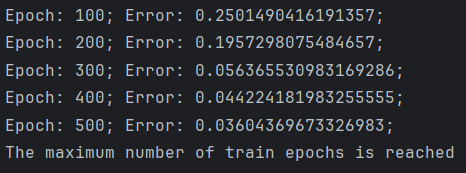 Epoch: 100; Error: 0.2501490416191357;
Epoch: 200; Error: 0.1957298075484657;
Epoch: 300; Error: 0.056365530983169286;
Epoch: 400; Error: 0.044224181983255555;
Epoch: 500; Error: 0.03604369673326983;
The maximum number of train epochs is reached